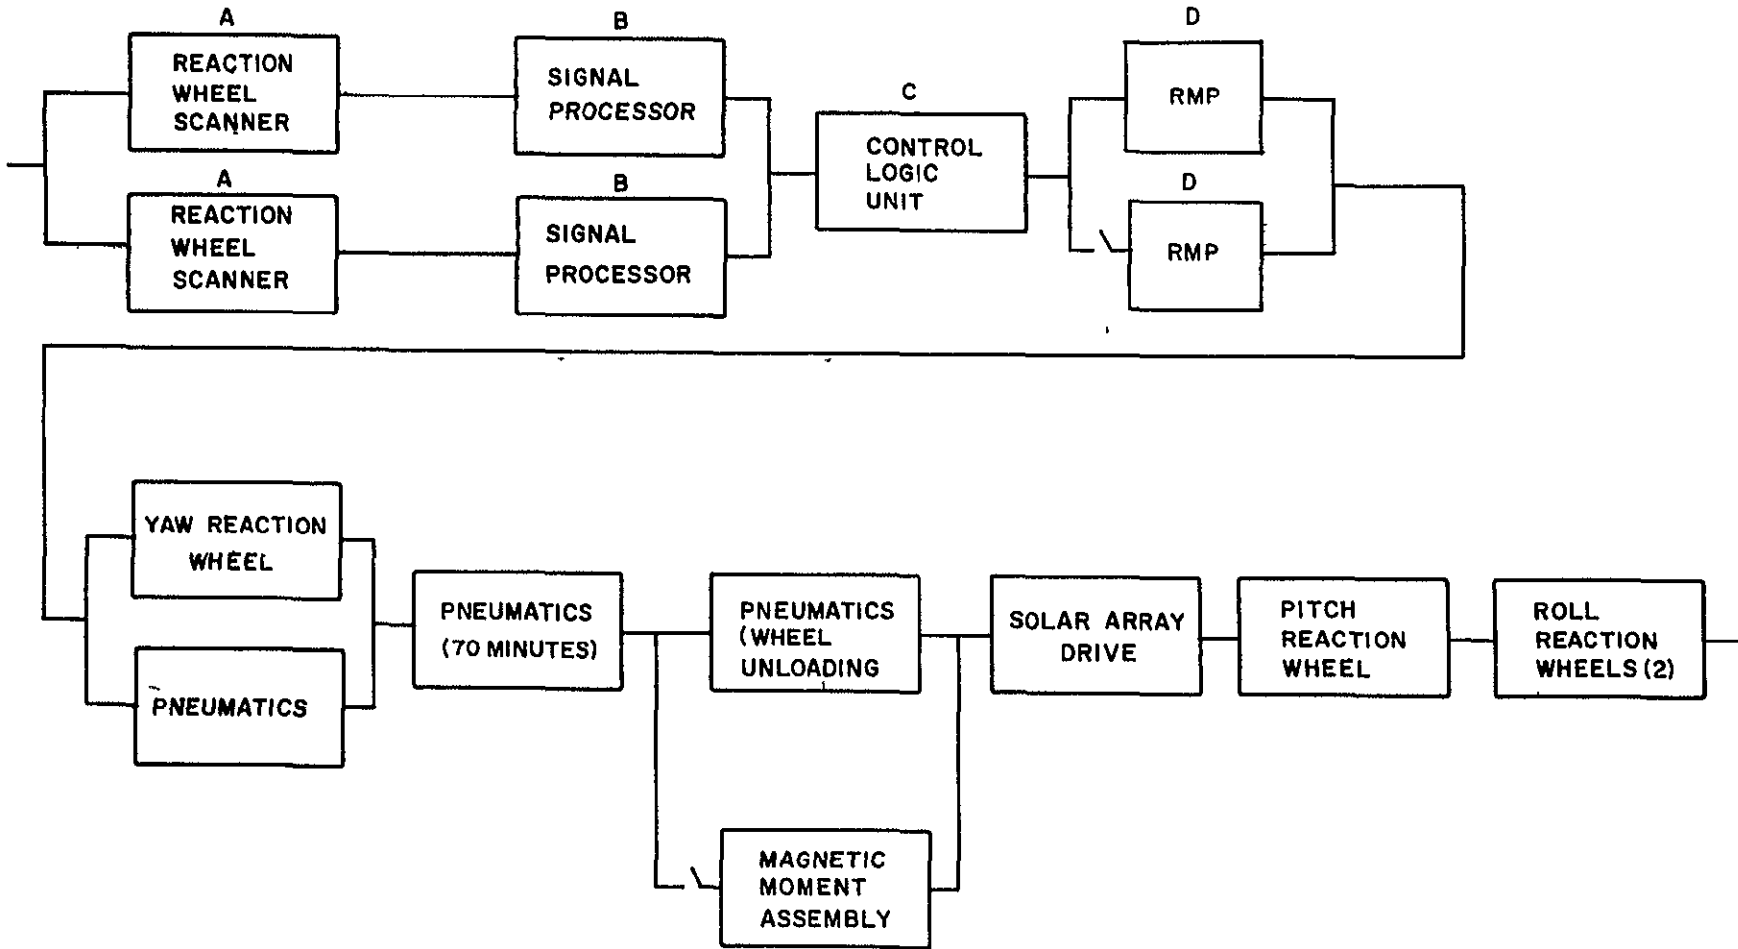 A
REACTION
WHEEL
SCANNER
B
SIGNAL
PROCESSOR
A
REACTION
WHEEL
SCANNER
B
SIGNAL
PROCESSOR
C
CONTROL
LOGIC
UNIT
D
RMP
D
RMP
YAW REACTION
WHEEL
PNEUMATICS
PNEUMATICS
(70 MINUTES)
PNEUMATICS
(WHEEL
UNLOADING
MAGNETIC
MOMENT
ASSEMBLY
SOLAR ARRAY
DRIVE
PITCH
REACTION
WHEEL
ROLL
REACTION
WHEELS (2)